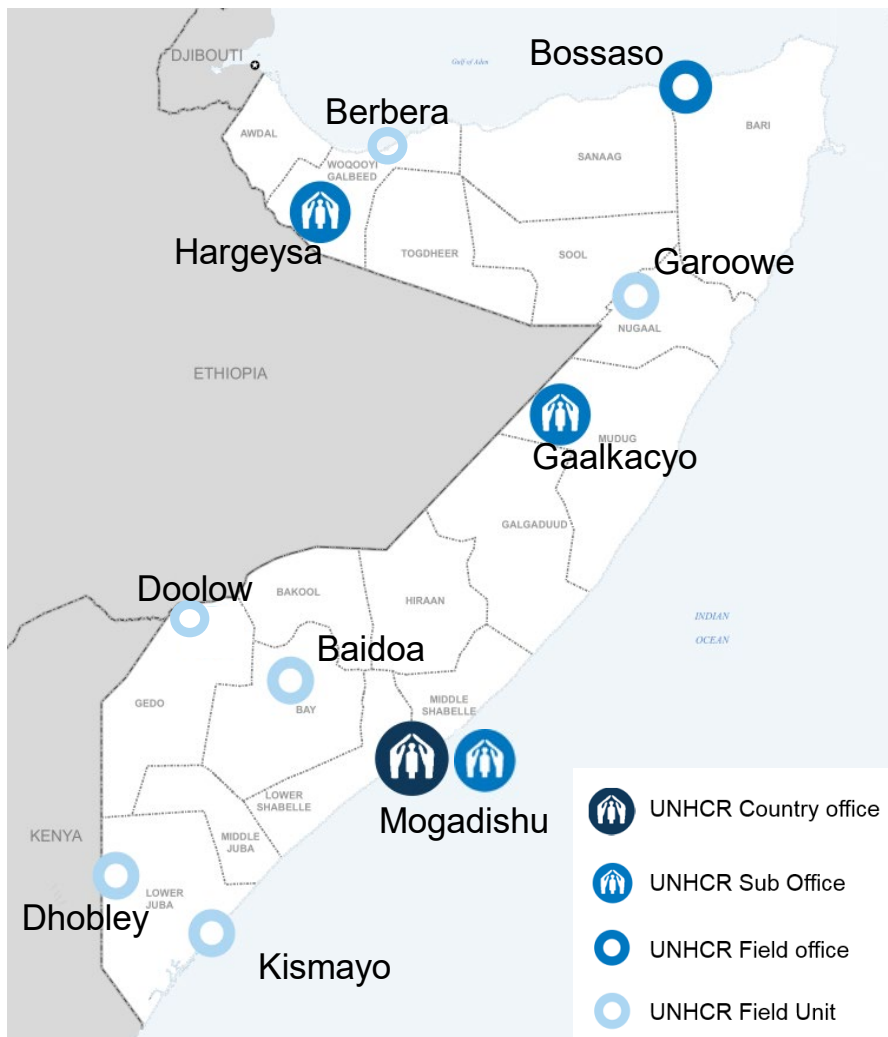 DJIBOUTI
Gulf of Aden
Bossaso
Berbera
AWDAL
BARI
WOQOOYI
GALBEED
SANAAG
Hargeysa
TOGDHEER
SOOL
Garoowe
NUGAAL
ETHIOPIA
MUDUG
Gaalkacyo
GALGADUUD
Doolow
BAKOOL
HIRAAN
INDIAN
OCEAN
Baidoa
GEDO
BAY
MIDDLE
SHABELLE
LOWER
SHABELLE
Mogadishu
KENYA
MIDDLE
JUBA
LOWER
JUBA
Dhobley
Kismayo
UNHCR Country office
UNHCR Sub Office
UNHCR Field office
UNHCR Field Unit